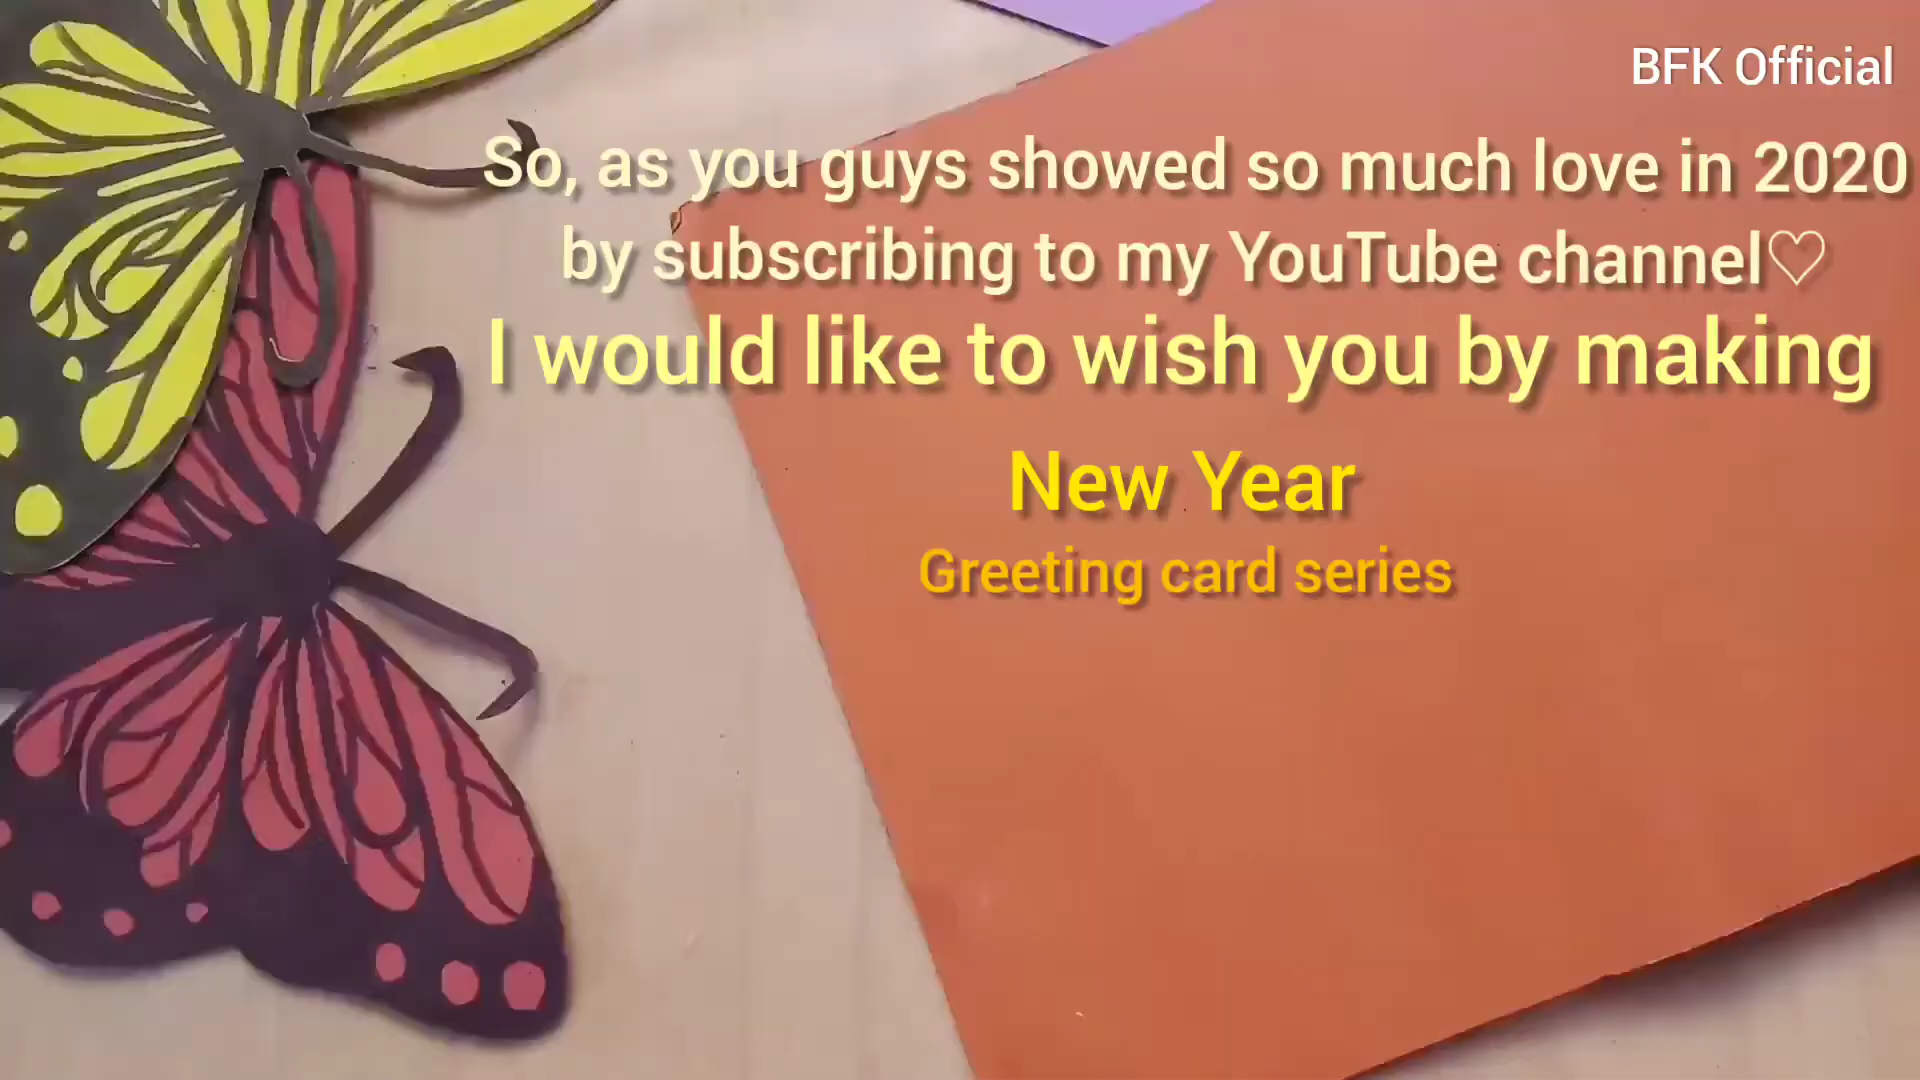 BFK Official
So, as you guys showed so much love in 2020
by subscribing to my YouTube channel♡
I would like to wish you by making
New Year
Greeting card series